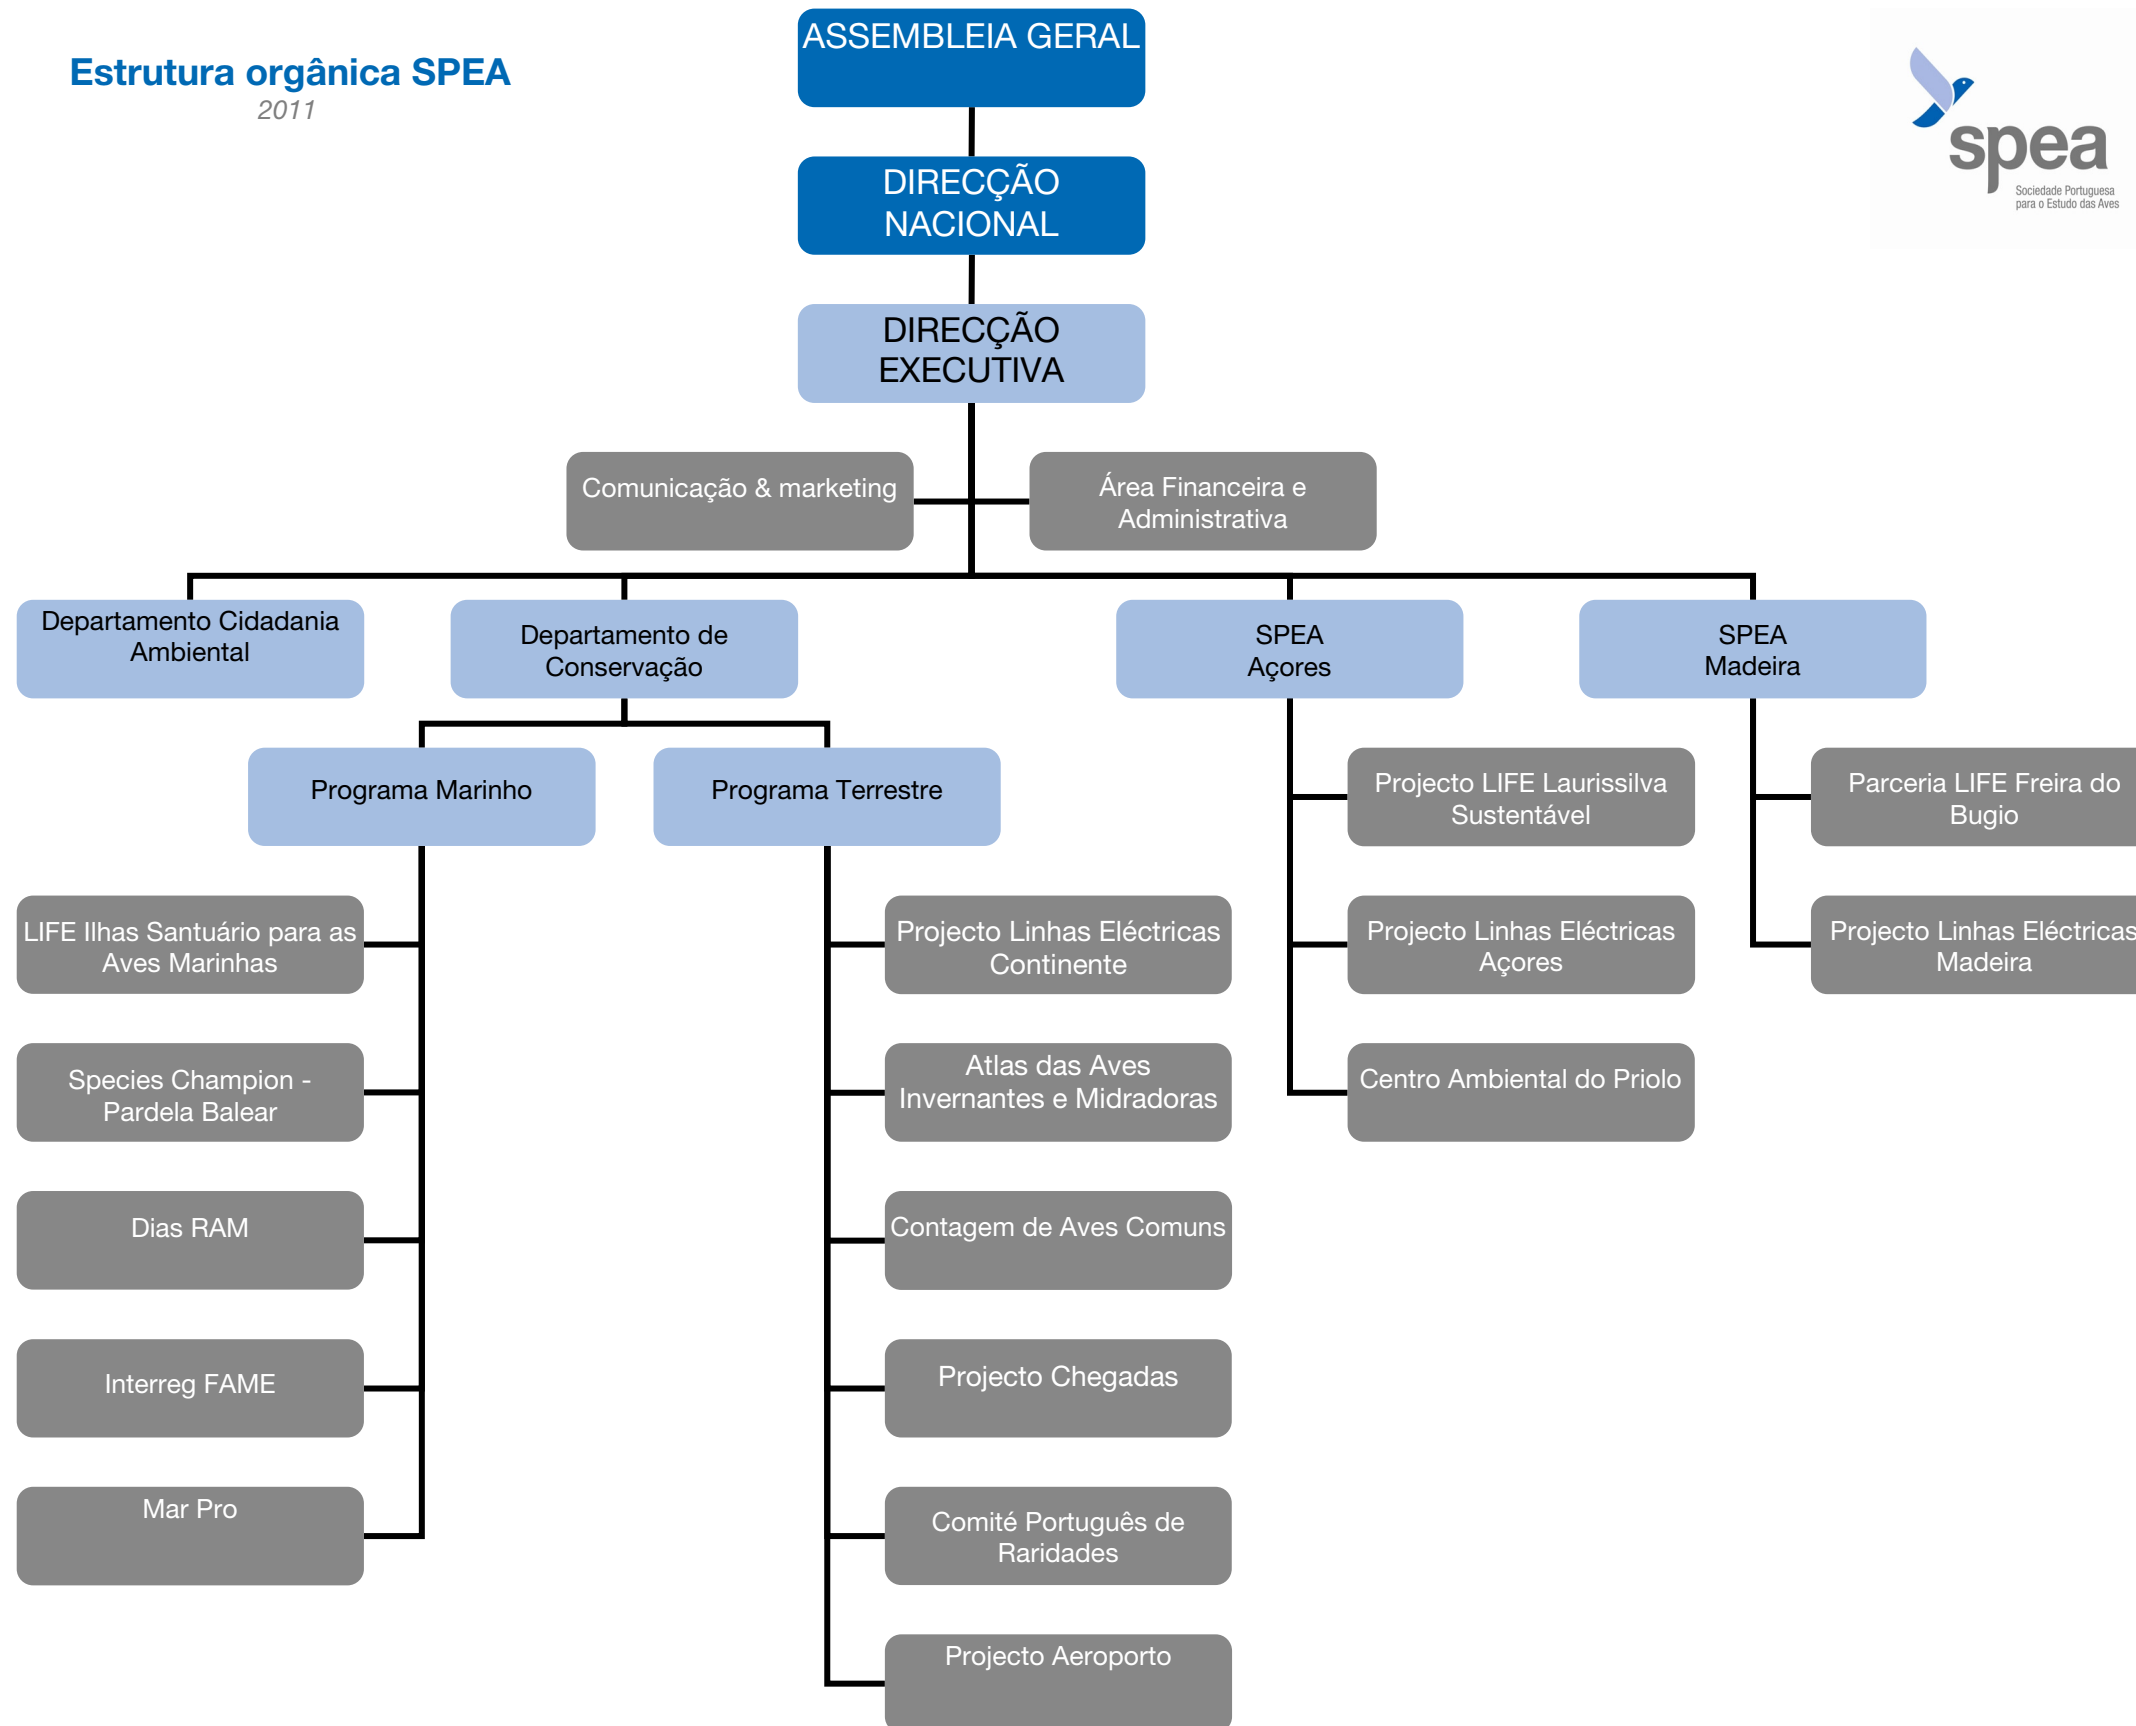 ASSEMBLEIA GERAL
Estrutura orgânica SPEA
2011
spea
Sociedade Portuguesa
para o Estudo das Aves
DIRECÇÃO
NACIONAL
DIRECÇÃO
EXECUTIVA
Comunicação & marketing
Área Financeira e
Administrativa
Departamento Cidadania
Ambiental
Departamento de
Conservação
SPEA
Açores
SPEA
Madeira
Programa Marinho
Programa Terrestre
Projecto LIFE Laurissilva
Sustentável
Parceria LIFE Freira do
Bugio
LIFE Ilhas Santuário para as
Aves Marinhas
Projecto Linhas Eléctricas
Continente
Projecto Linhas Eléctricas
Açores
Projecto Linhas Eléctricas
Madeira
Species Champion -
Pardela Balear
Atlas das Aves
Invernantes e Midradoras
Centro Ambiental do Priolo
Dias RAM
Contagem de Aves Comuns
Interreg FAME
Projecto Chegadas
Mar Pro
Comité Português de
Raridades
Projecto Aeroporto